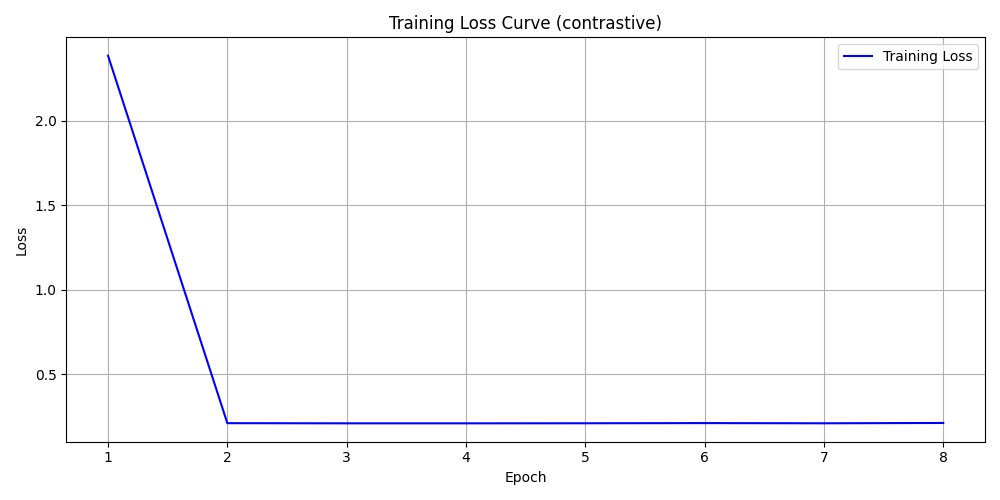 Training Loss Curve (contrastive)
Training Loss
2.0
1.5
1.0
0.5
Loss
1 2 3 4 5 6 7 8
Epoch